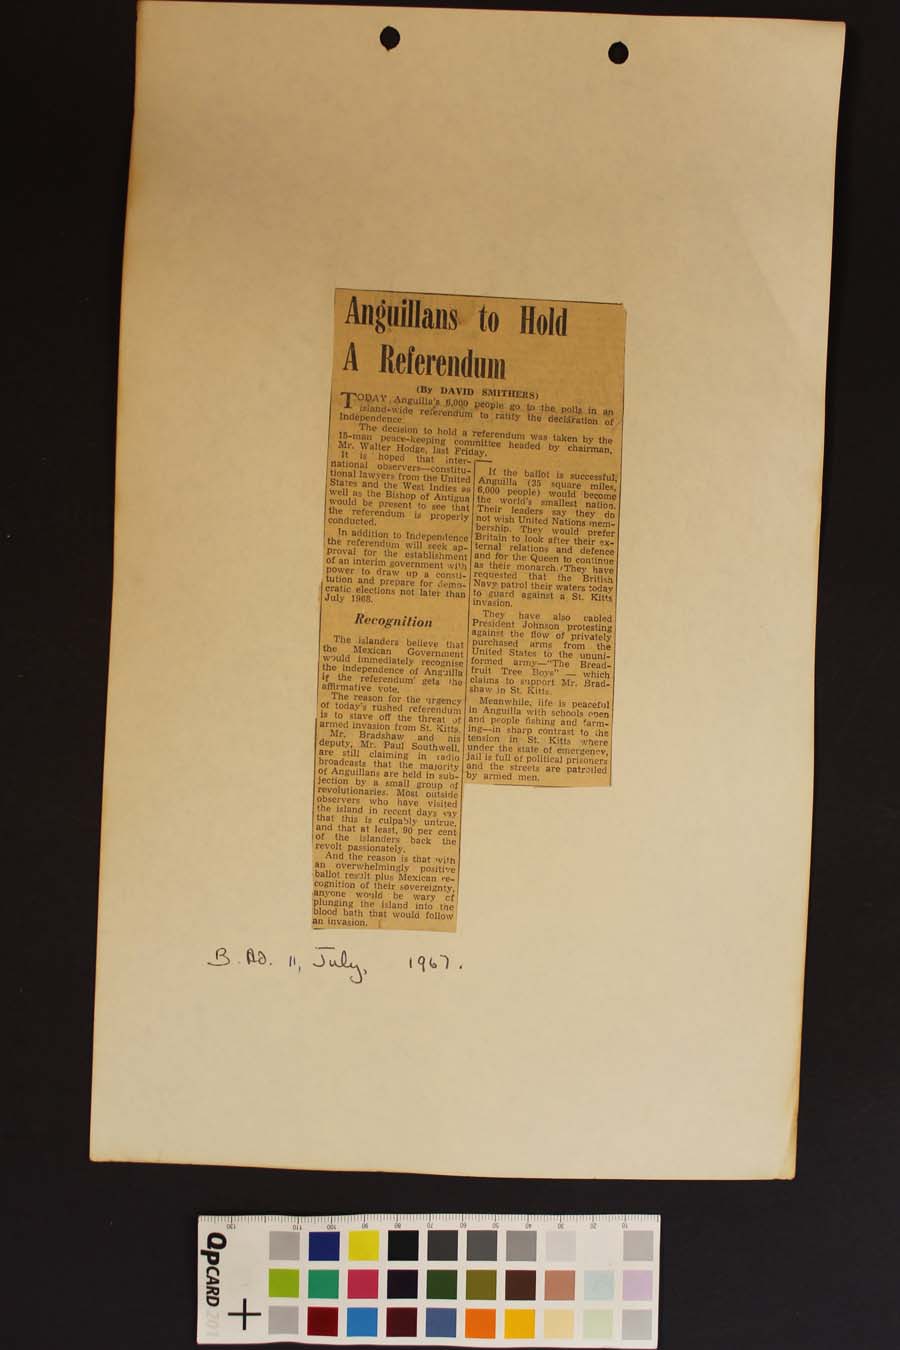 Anguillans to Hold
A Referendum
(By DAVID SMITHERS)
TODAY, Anguilla's 6,000 people go to the polls in an
island-wide referendum to ratify the declaration of
Independence.
The decision to hold a referendum was taken by the
15-man peace-keeping committee headed by chairman,
Mr. Walter Hodge, last Friday.
It is hoped that inter-
national observers—constitu-
tional lawyers from the United
States and the West Indies as
well as the Bishop of Antigua
would be present to see that
the referendum is properly
conducted.
In addition to Independence
the referendum will seek ap-
proval for the establishment
of an interim government with
power to draw up a consti-
tution and prepare for demo-
cratic elections not later than
July 1968.
Recognition
The islanders believe that
the Mexican Government
would immediately recognise
the independence of Anguilla
if the referendum gets the
affirmative vote.
The reason for the urgency
of today's rushed referendum
is to stave off the threat of
armed invasion from St. Kitts.
Mr. Bradshaw and his
deputy, Mr. Paul Southwell,
are still claiming in radio
broadcasts that the majority
of Anguillans are held in sub-
jection by a small group of
revolutionaries. Most outside
observers who have visited
the island in recent days say
that this is culpably untrue,
and that at least, 90 per cent
of the islanders back the
revolt passionately.
And the reason is that with
an overwhelmingly positive
ballot result plus Mexican re-
cognition of their sovereignty,
anyone would be wary of
plunging the island into the
blood bath that would follow
an invasion.
If the ballot is successful,
Anguilla (35 square miles,
6,000 people) would become
the world's smallest nation.
Their leaders say they do
not wish United Nations mem-
bership. They would prefer
Britain to look after their ex-
ternal relations and defence
and for the Queen to continue
as their monarch. They have
requested that the British
Navy patrol their waters today
to guard against a St. Kitts
invasion.
They have also cabled
President Johnson protesting
against the flow of privately
purchased arms from the
United States to the ununi-
formed army—"The Bread-
fruit Tree Boys" — which
claims to support Mr. Brad-
shaw in St. Kitts.
Meanwhile, life is peaceful
in Anguilla with schools open
and people fishing and farm-
ing—in sharp contrast to the
tension in St. Kitts where
under the state of emergency,
jail is full of political prisoners
and the streets are patrolled
by armed men.
B. Ad. 11, July, 1967.
130 110 100 90 80 70 60 50 40 30 20 10
QPCARD 201